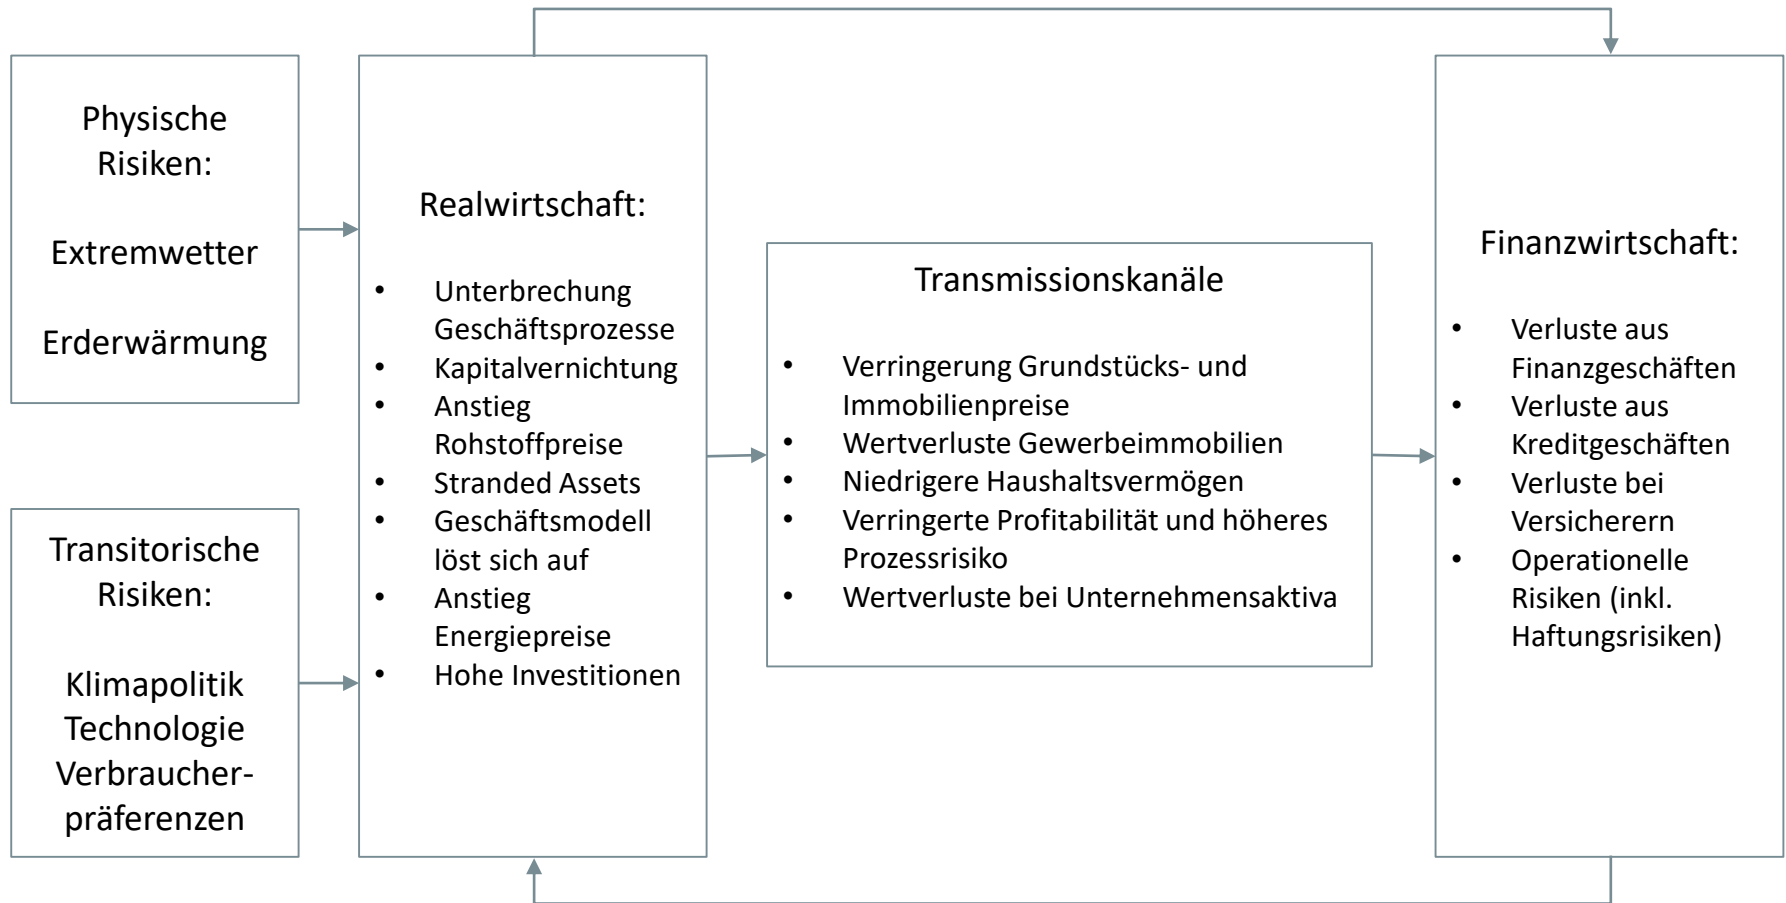 Physische
Risiken:
Extremwetter
Erderwärmung
Transitorische
Risiken:
Klimapolitik
Technologie
Verbraucher-
präferenzen
Realwirtschaft:
• Unterbrechung
Geschäftsprozesse
• Kapitalvernichtung
• Anstieg
Rohstoffpreise
• Stranded Assets
• Geschäftsmodell
löst sich auf
• Anstieg
Energiepreise
• Hohe Investitionen
Transmissionskanäle
• Verringerung Grundstücks- und
Immobilienpreise
• Wertverluste Gewerbeimmobilien
• Niedrigere Haushaltsvermögen
• Verringerte Profitabilität und höheres
Prozessrisiko
• Wertverluste bei Unternehmensaktiva
Finanzwirtschaft:
• Verluste aus
Finanzgeschäften
• Verluste aus
Kreditgeschäften
• Verluste bei
Versicherern
• Operationelle
Risiken (inkl.
Haftungsrisiken)